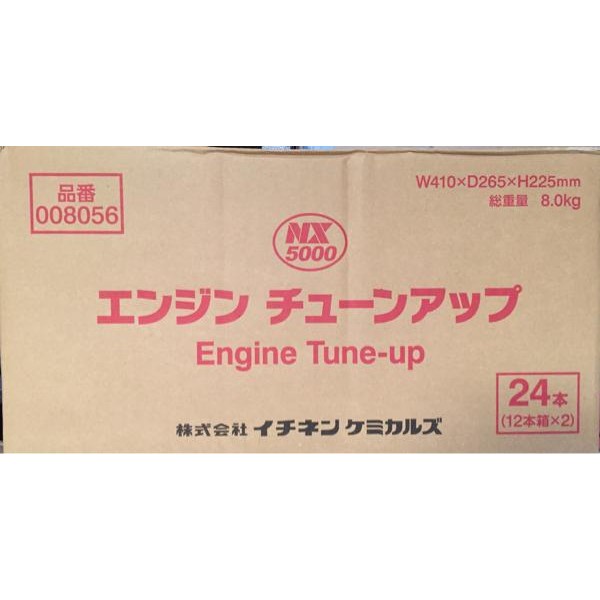 品番
008056
W410×D265×H225mm
総重量 8.0kg
NX
5000
エンジン チューンアップ
Engine Tune-up
24本
(12本箱×2)
株式会社 イチネン ケミカルズ